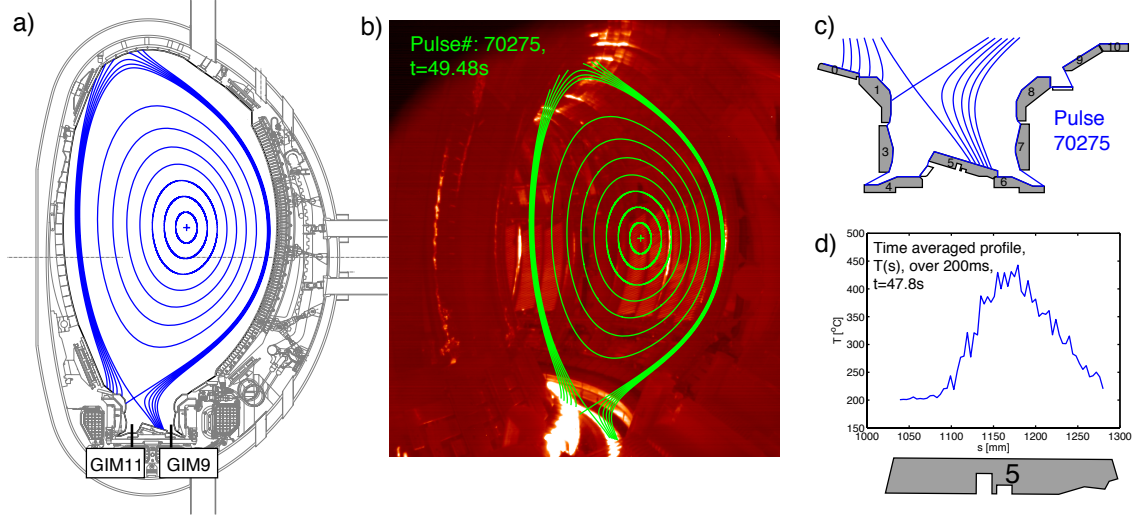 a)
GIM11
GIM9
b)
Pulse#: 70275,
t=49.48s
c)
0
1
3
4
5
6
7
8
9
10
Pulse
70275
d)
Time averaged profile,
T(s), over 200ms,
t=47.8s
T [°C]
500
450
400
350
300
250
200
150
1000
1050
1100
1150
1200
1250
1300
s [mm]
5